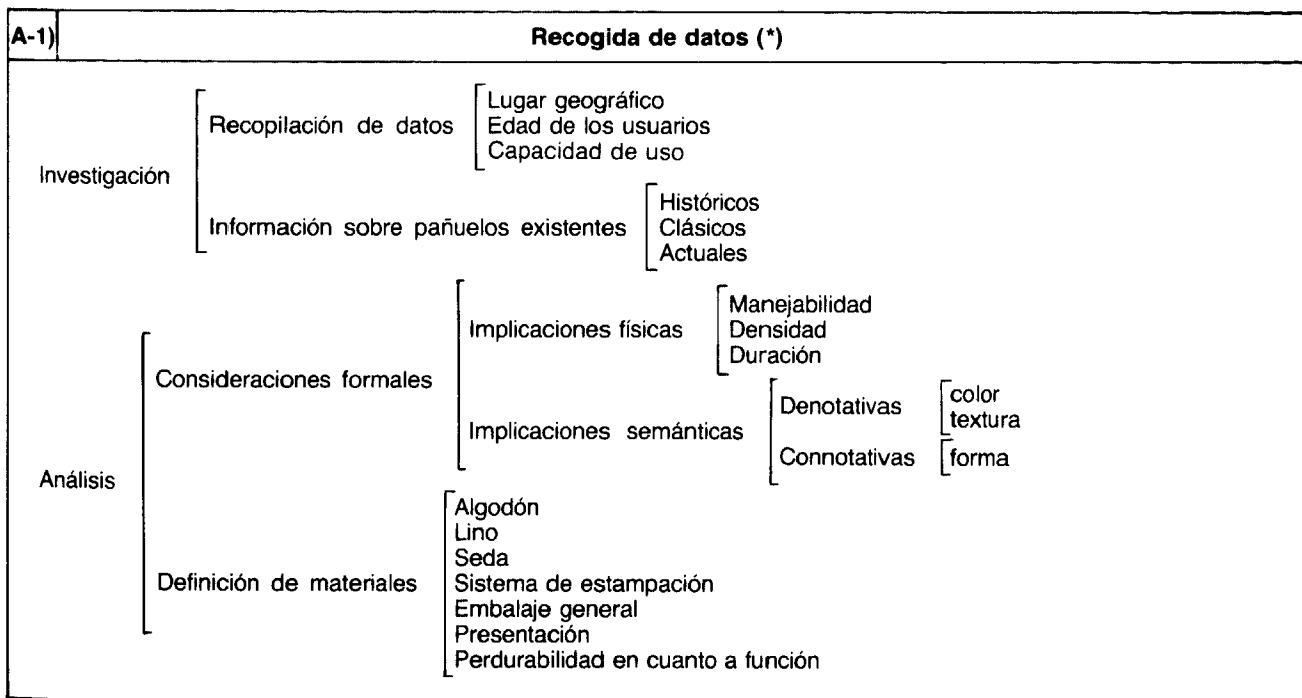 A-1) Recogida de datos (*)
Investigación
Recopilación de datos
Lugar geográfico
Edad de los usuarios
Capacidad de uso
Información sobre pañuelos existentes
Históricos
Clásicos
Actuales
Análisis
Consideraciones formales
Implicaciones físicas
Manejabilidad
Densidad
Duración
Implicaciones semánticas
Denotativas
color
textura
Connotativas
forma
Definición de materiales
Algodón
Lino
Seda
Sistema de estampación
Embalaje general
Presentación
Perdurabilidad en cuanto a función